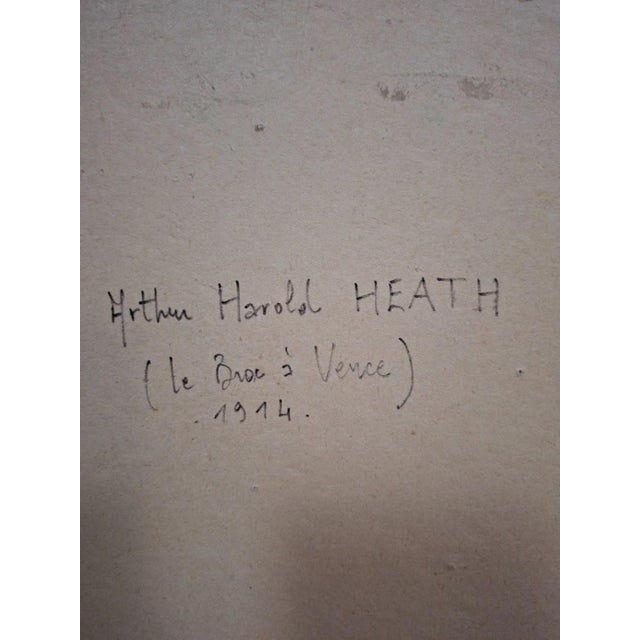 Arthur Harold HEATH
(le Broc à Vence)
. 1914.